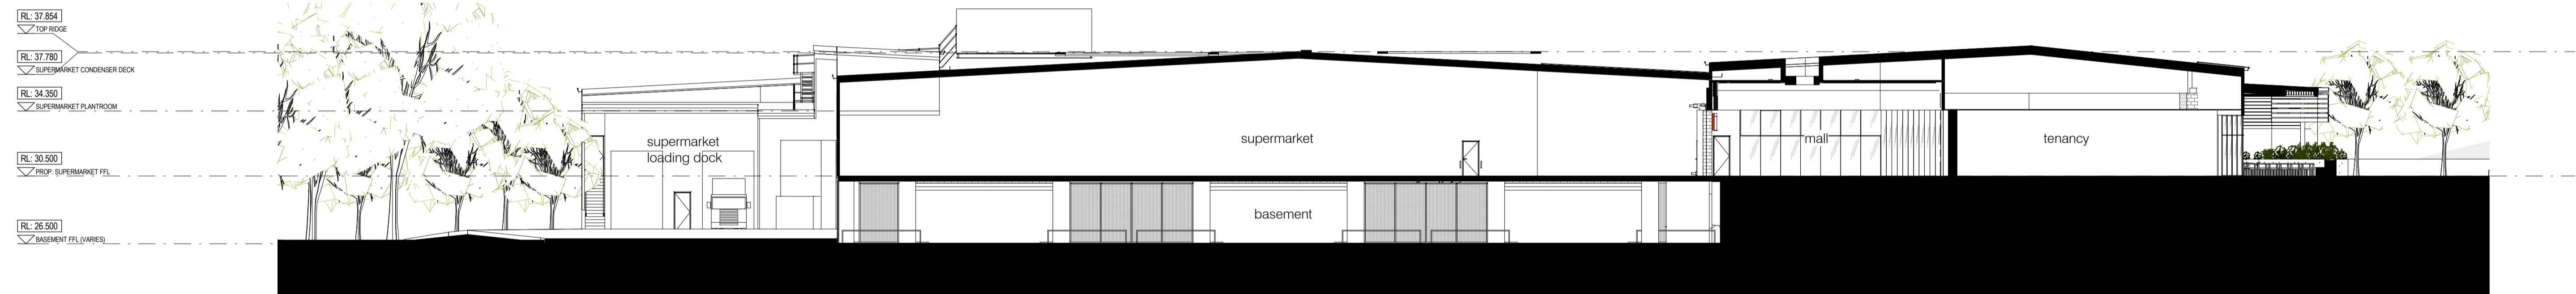 RL: 37.854
TOP RIDGE
RL: 37.780
SUPERMARKET CONDENSER DECK
RL: 34.350
SUPERMARKET PLANTROOM
RL: 30.500
PROP. SUPERMARKET FFL
RL: 26.500
BASEMENT FFL (VARIES)
supermarket
loading dock
supermarket
basement
mall
tenancy